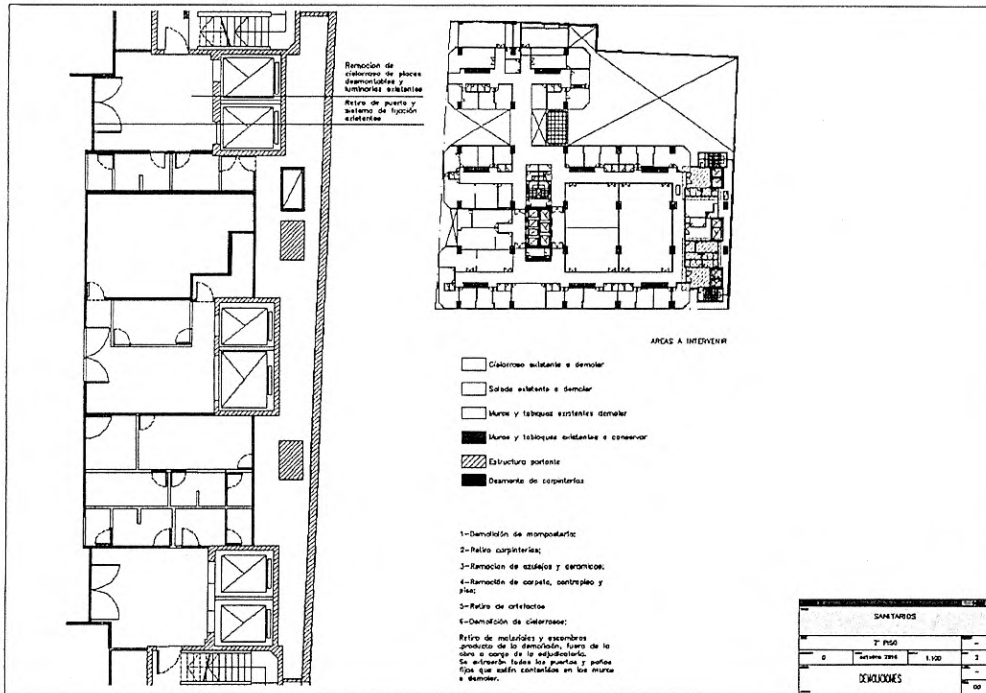 Remocion de
cielorraso de placas
desmontables y
luminarias existentes
Retiro de puerta y
sistema de fijación
existentes
AREAS A INTERVENIR
Cielorraso existente a demoler
Solado existente a demoler
Muros y tabiques existentes demoler
Muros y tabiques existentes a conservar
Estructura portante
Desmonte de carpinterías
1-Demolición de mampostería;
2-Retiro carpinterías;
3-Remocion de azulejos y ceramicos;
4-Remoción de carpeta, contrapiso y
piso;
5-Retiro de artefactos
6-Demolición de cielorrasos;
Retiro de materiales y escombros
producto de la demolición, fuera de la
obra a cargo de la adjudicataria.
Se extraerán todas las puertas y paños
fijos que estén contenidos en los muros
a demoler.
SANITARIOS
7° PISO
0
octubre 2016
1:100
DEMOLICIONES